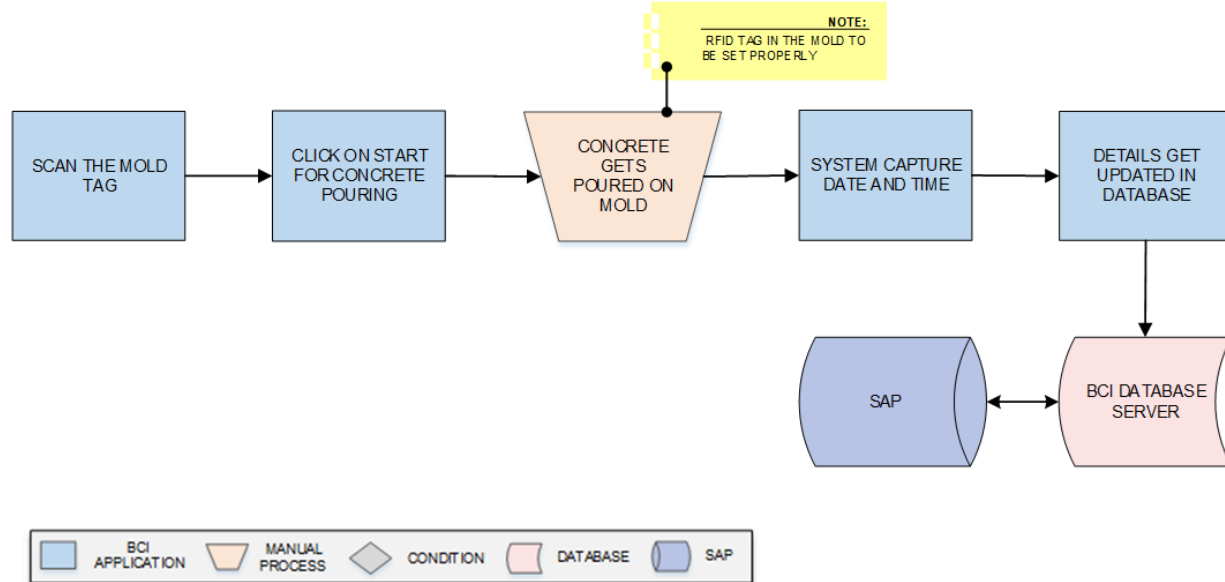 NOTE:
RFID TAG IN THE MOLD TO
BE SET PROPERLY
SCAN THE MOLD
TAG
CLICK ON START
FOR CONCRETE
POURING
CONCRETE
GETS
POURED ON
MOLD
SYSTEM CAPTURE
DATE AND TIME
DETAILS GET
UPDATED IN
DATABASE
SAP
BCI DATABASE
SERVER
BCI
APPLICATION
MANUAL
PROCESS
CONDITION
DATABASE
SAP